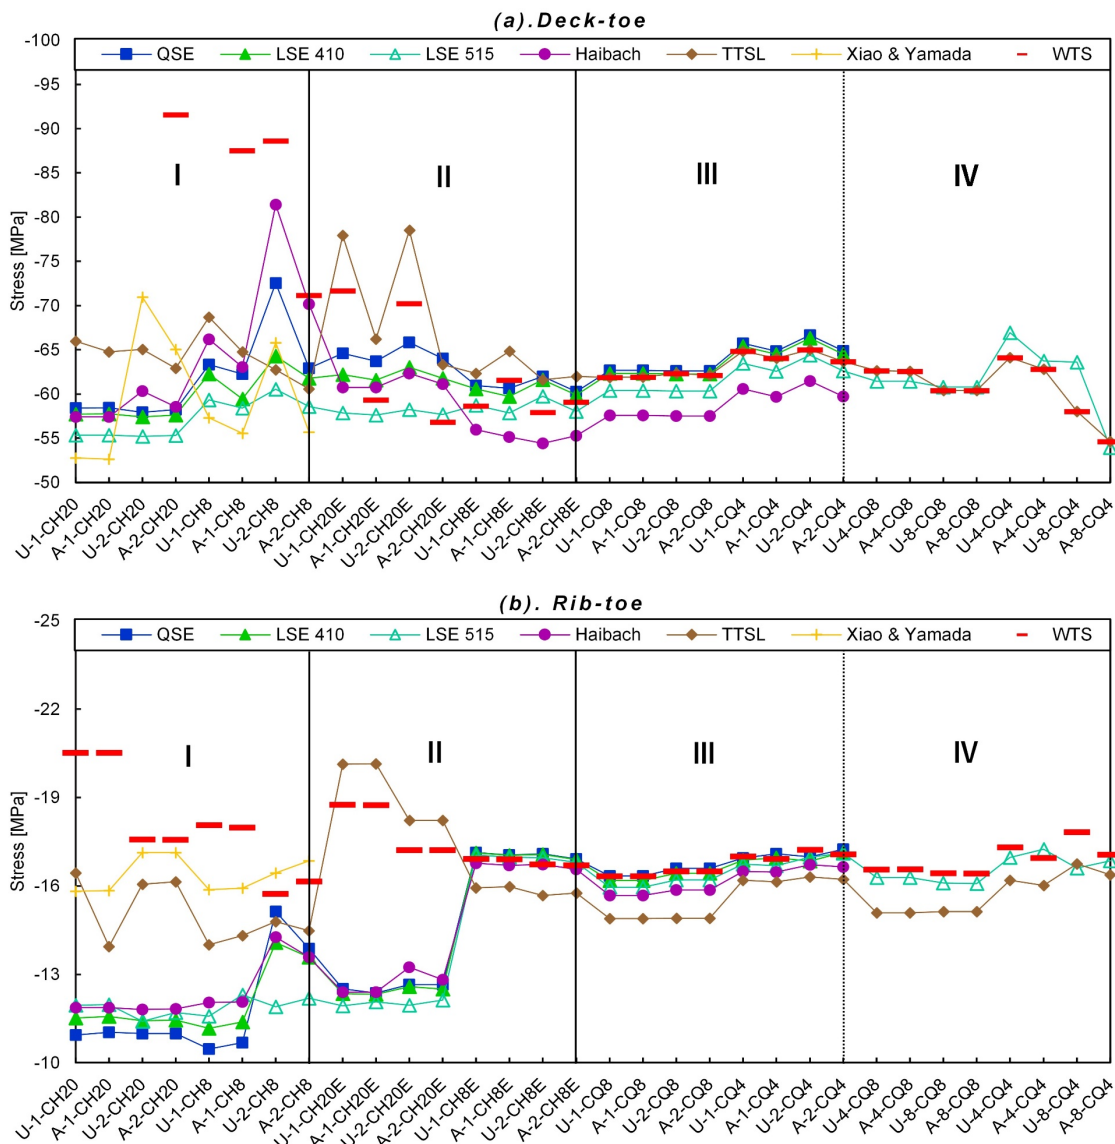 (a).Deck-toe
-100
QSE LSE 410 LSE 515 Haibach TTSL Xiao & Yamada WTS
-95
-90
-85
-80
-75
-70
-65
-60
-55
-50
Stress [MPa]
I II III IV
U-1-CH20 A-1-CH20 U-2-CH20 A-2-CH20 U-1-CH8 A-1-CH8 U-2-CH8 A-2-CH8 U-1-CH20E A-1-CH20E U-2-CH20E A-2-CH20E U-1-CH8E A-1-CH8E U-2-CH8E A-2-CH8E U-1-CQ8 A-1-CQ8 U-2-CQ8 A-2-CQ8 U-1-CQ4 A-1-CQ4 U-2-CQ4 A-2-CQ4 U-4-CQ8 A-4-CQ8 U-8-CQ8 A-8-CQ8 U-4-CQ4 A-4-CQ4 U-8-CQ4 A-8-CQ4
(b). Rib-toe
-25
QSE LSE 410 LSE 515 Haibach TTSL Xiao & Yamada WTS
-22
-19
-16
-13
-10
Stress [MPa]
I II III IV
U-1-CH20 A-1-CH20 U-2-CH20 A-2-CH20 U-1-CH8 A-1-CH8 U-2-CH8 A-2-CH8 U-1-CH20E A-1-CH20E U-2-CH20E A-2-CH20E U-1-CH8E A-1-CH8E U-2-CH8E A-2-CH8E U-1-CQ8 A-1-CQ8 U-2-CQ8 A-2-CQ8 U-1-CQ4 A-1-CQ4 U-2-CQ4 A-2-CQ4 U-4-CQ8 A-4-CQ8 U-8-CQ8 A-8-CQ8 U-4-CQ4 A-4-CQ4 U-8-CQ4 A-8-CQ4